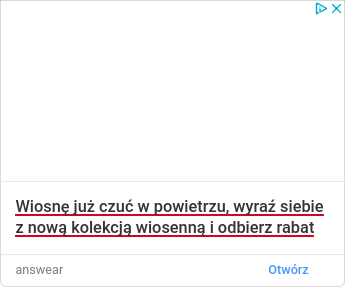 Wiosnę już czuć w powietrzu, wyraź siebie
z nową kolekcją wiosenną i odbierz rabat
answear
Otwórz